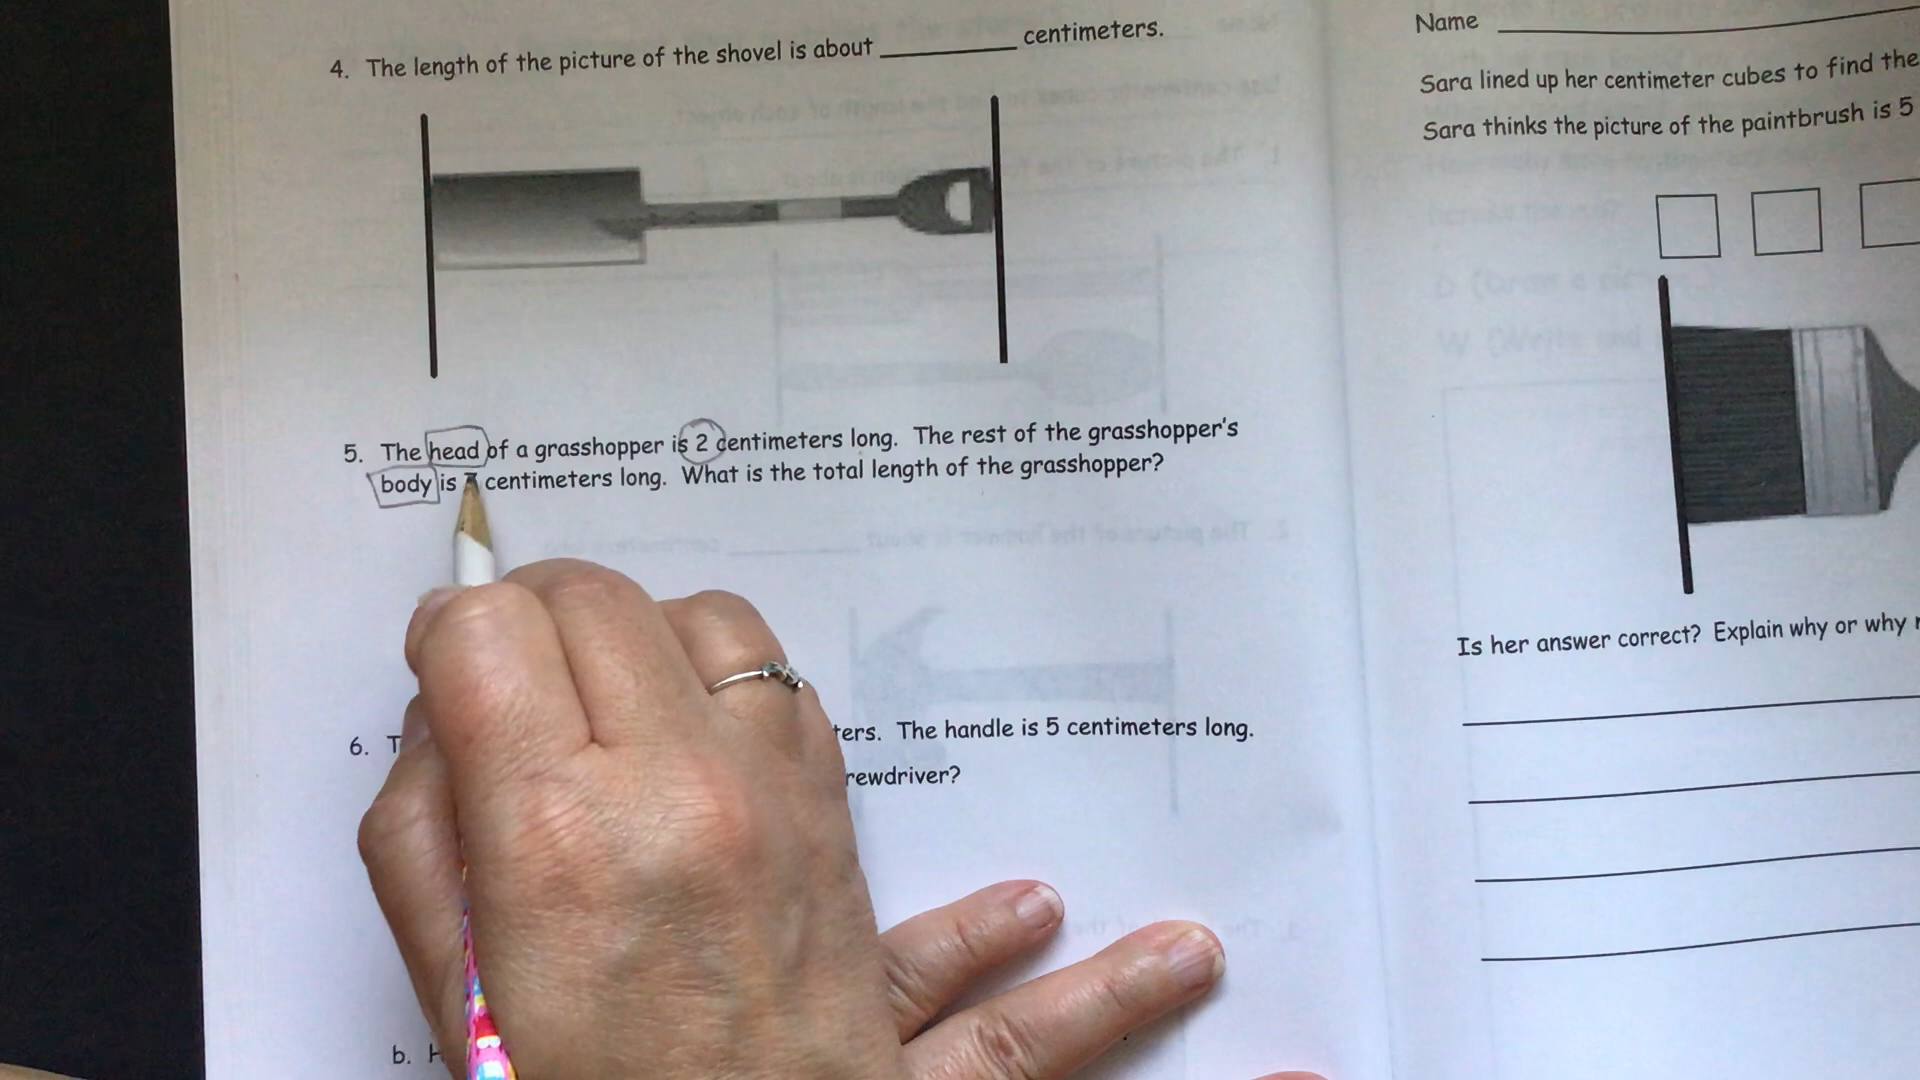 4. The length of the picture of the shovel is about ________ centimeters.
5. The head of a grasshopper is 2 centimeters long. The rest of the grasshopper's
body is 7 centimeters long. What is the total length of the grasshopper?
6. T
ters. The handle is 5 centimeters long.
rewdriver?
b. H
Name ________
Sara lined up her centimeter cubes to find the
Sara thinks the picture of the paintbrush is 5
Is her answer correct? Explain why or why